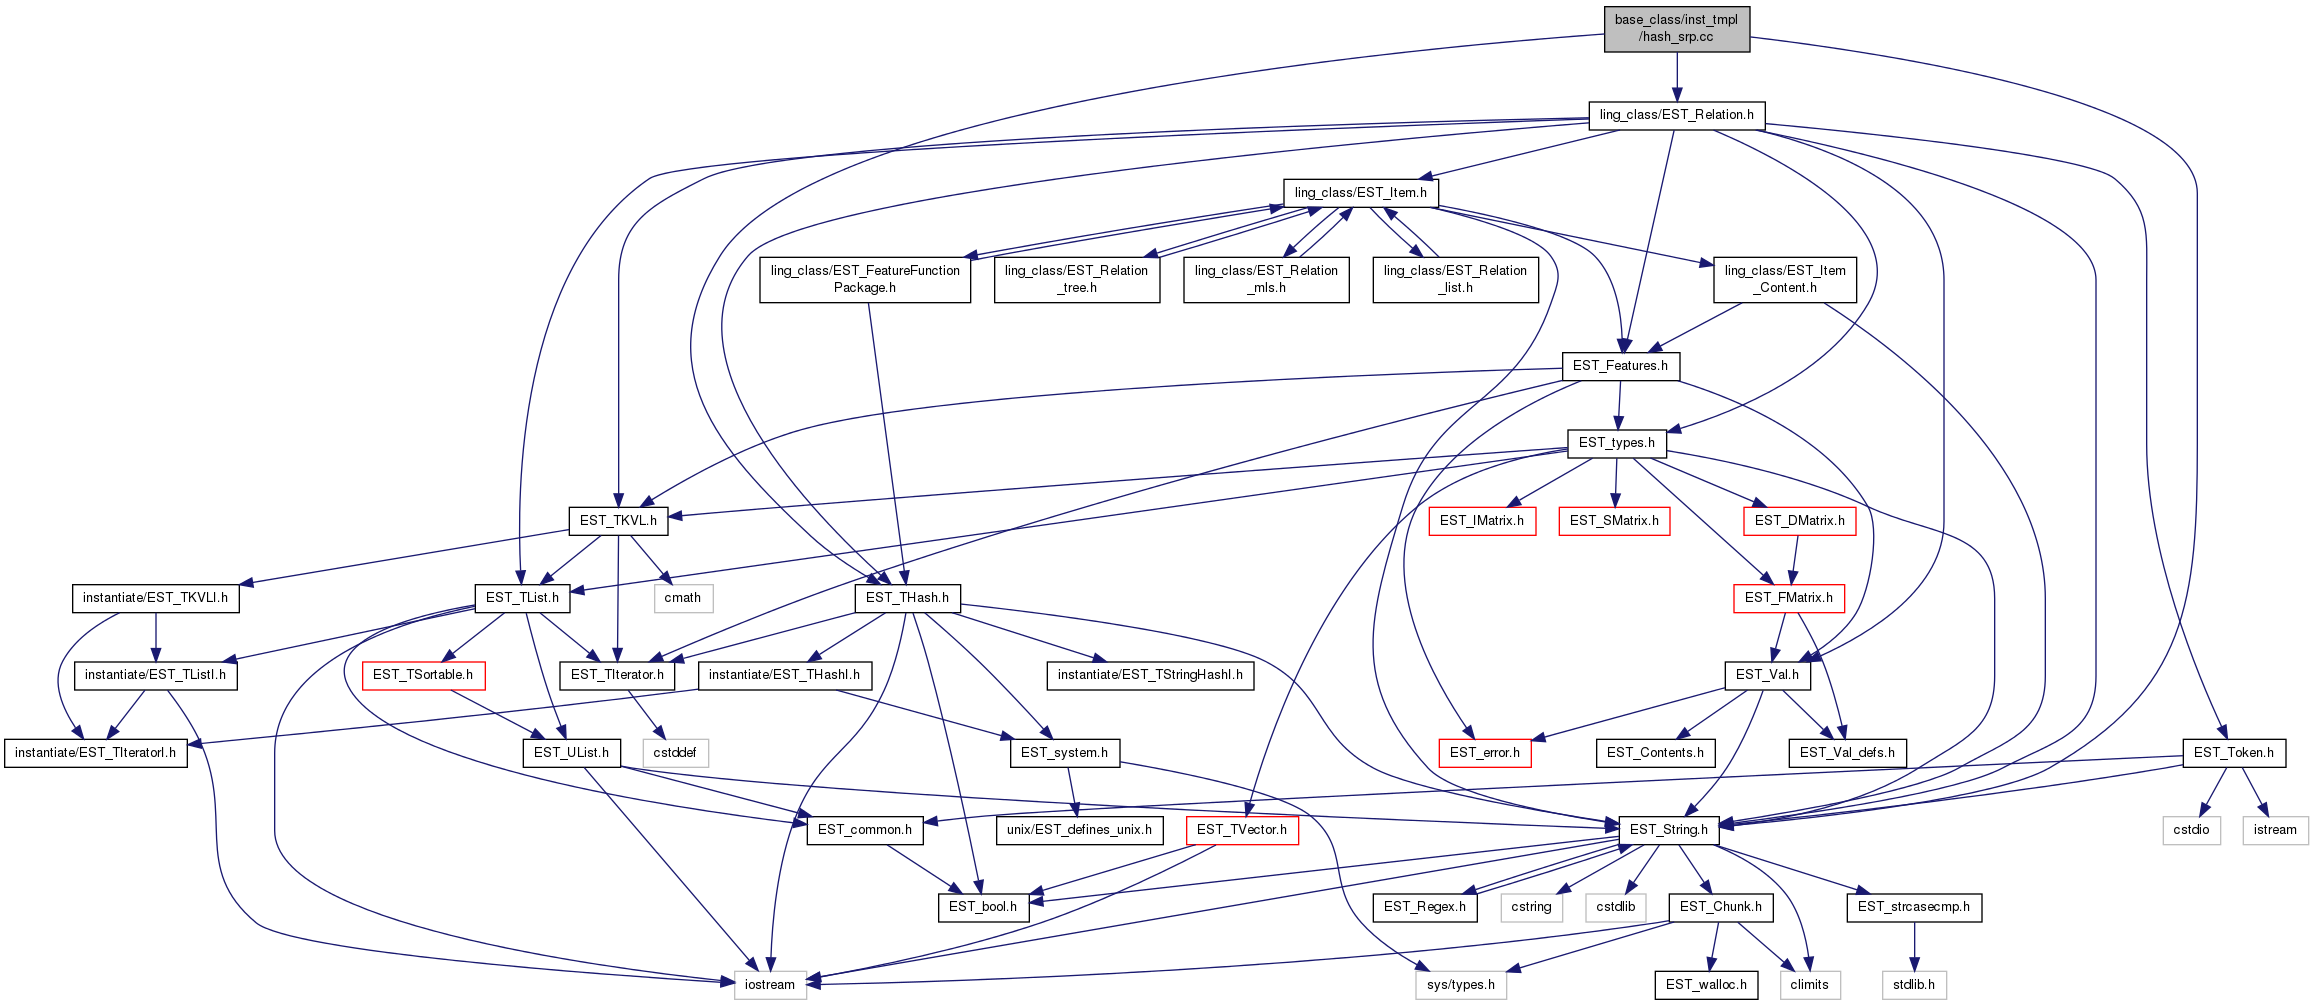 base_class/inst_tmpl
/hash_srp.cc
ling_class/EST_Relation.h
ling_class/EST_Item.h
ling_class/EST_FeatureFunction
Package.h
ling_class/EST_Relation
_tree.h
ling_class/EST_Relation
_mls.h
ling_class/EST_Relation
_list.h
ling_class/EST_Item
_Content.h
EST_Features.h
EST_types.h
EST_TKVL.h
EST_IMatrix.h
EST_SMatrix.h
EST_DMatrix.h
instantiate/EST_TKVLI.h
EST_TList.h
cmath
EST_THash.h
EST_FMatrix.h
instantiate/EST_TListI.h
EST_TSortable.h
EST_TIterator.h
instantiate/EST_THashI.h
instantiate/EST_TStringHashI.h
EST_Val.h
instantiate/EST_TIteratorI.h
EST_UList.h
cstddef
EST_system.h
EST_error.h
EST_Contents.h
EST_Val_defs.h
EST_Token.h
EST_common.h
unix/EST_defines_unix.h
EST_TVector.h
EST_String.h
cstdio
istream
EST_bool.h
EST_Regex.h
cstring
cstdlib
EST_Chunk.h
EST_strcasecmp.h
iostream
sys/types.h
EST_walloc.h
climits
stdlib.h